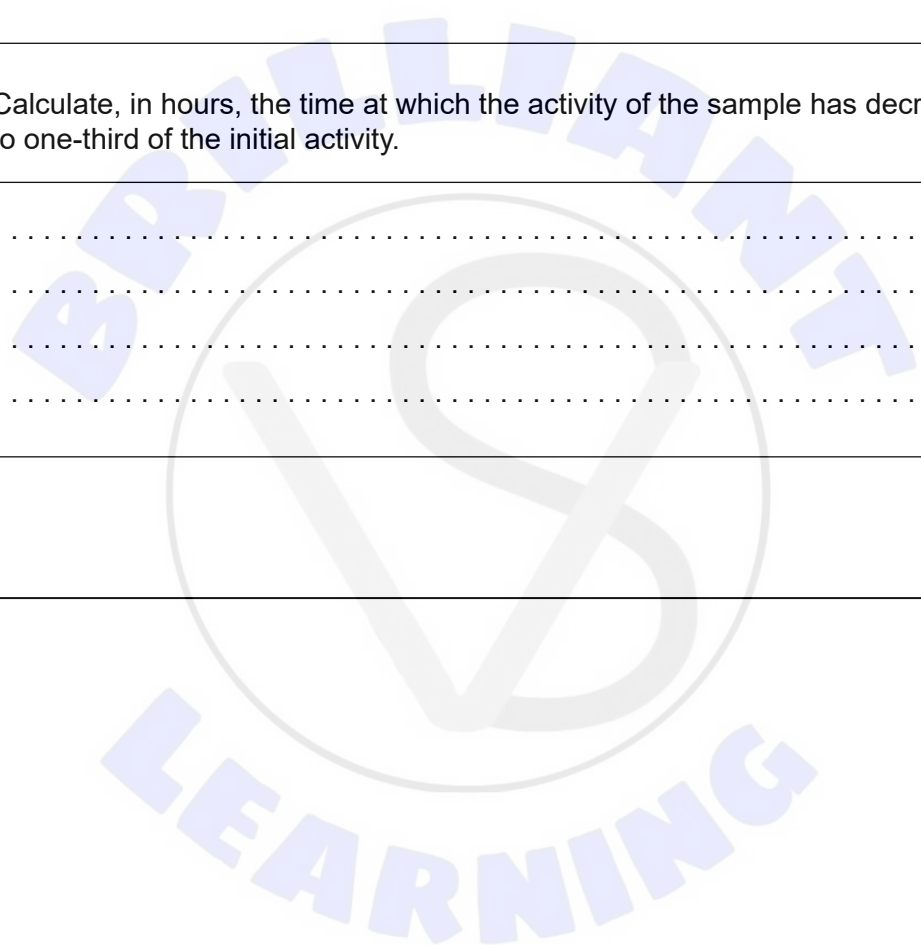 Calculate, in hours, the time at which the activity of the sample has decr
o one-third of the initial activity.
BRILLIANT
VS
LEARNING